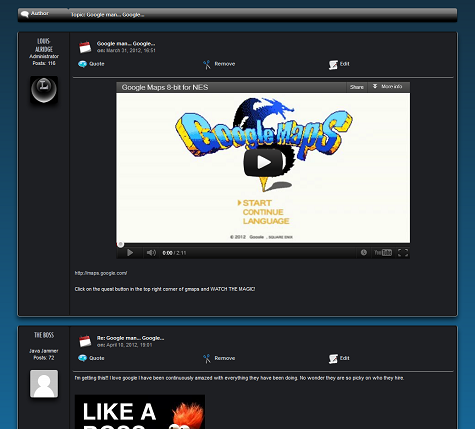 Author
Topic: Google man... Google...
LOUIS-
ALRIDGE
Administrator
Posts: 116
Google man... Google...
on: March 31, 2012, 16:51
Quote
Remove
Edit
Google Maps 8-bit for NES
Share
More info
Google Maps
START
CONTINUE
LANGUAGE
© 2012 Google, SQUARE ENIX
0:00 / 2:11
YouTube
http://maps.google.com/
Click on the quest button in the top right corner of gmaps and WATCH THE MAGIC!
THE BOSS
Java Jammer
Posts: 72
Re: Google man... Google...
on: April 10, 2012, 19:01
Quote
Remove
Edit
I'm getting this!! I love google I have been continuously amazed with everything they have been doing. No wonder they are so picky on who they hire.
LIKE A
BOSS